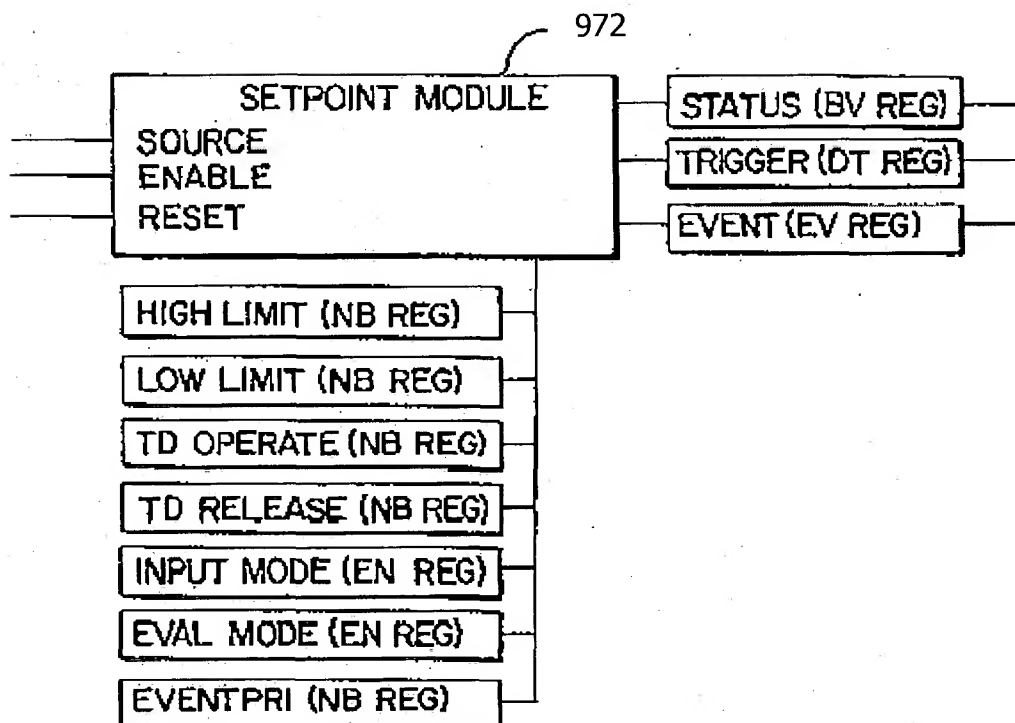 972
SETPOINT MODULE
SOURCE
ENABLE
RESET
STATUS (BV REG)
TRIGGER (DT REG)
EVENT (EV REG)
HIGH LIMIT (NB REG)
LOW LIMIT (NB REG)
TD OPERATE (NB REG)
TD RELEASE (NB REG)
INPUT MODE (EN REG)
EVAL MODE (EN REG)
EVENTPRI (NB REG)